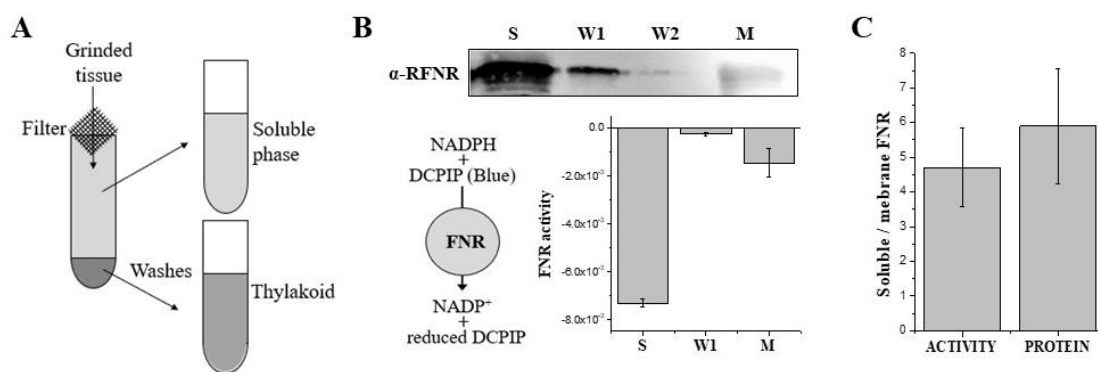 A
Grinded
tissue
Filter
Soluble
phase
Washes
Thylakoid
B
S W1 W2 M
α-RFNR
NADPH
+
DCPIP (Blue)
FNR
NADP⁺
+
reduced DCPIP
FNR activity
0.0
-2.0x10⁻³
-4.0x10⁻³
-6.0x10⁻³
-8.0x10⁻³
S W1 M
C
Soluble / mebrane FNR
8
7
6
5
4
3
2
1
0
ACTIVITY PROTEIN